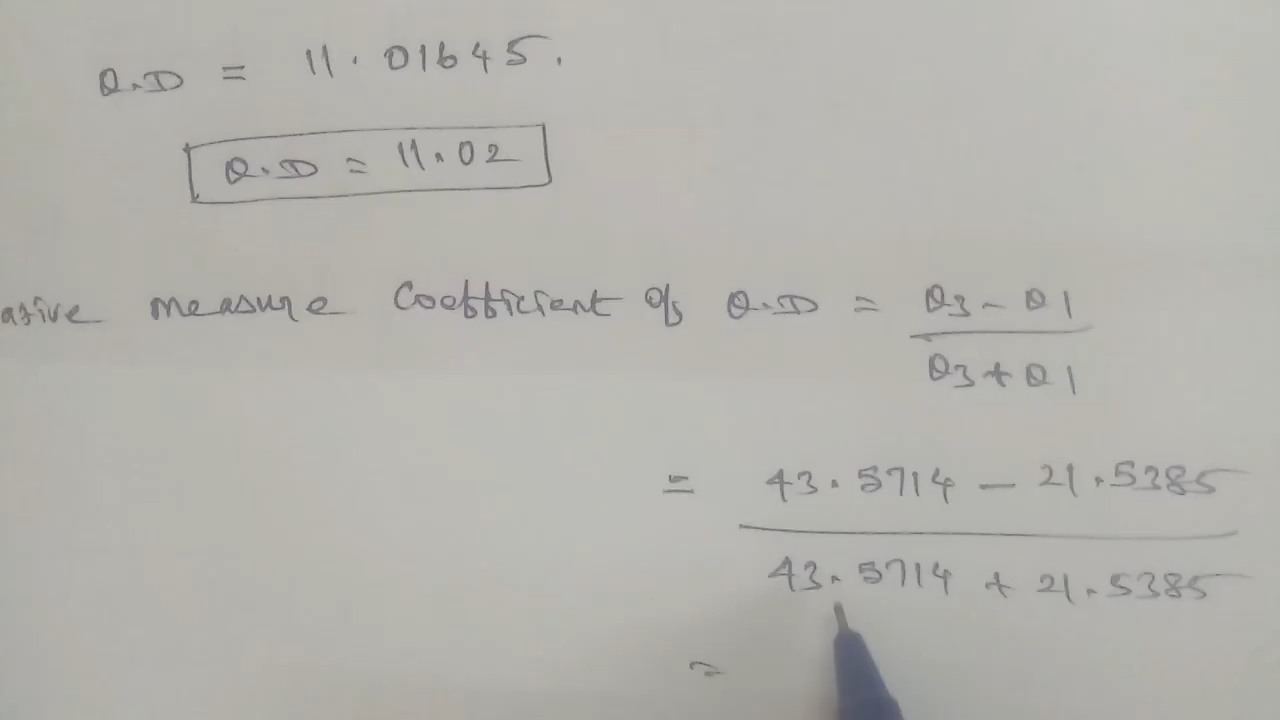 Q.D = 11.01645.
Q.D = 11.02
ative measure Coefficient of Q.D = Q3 - Q1
Q3 + Q1
= 43.5714 - 21.5385
43.5714 + 21.5385
=